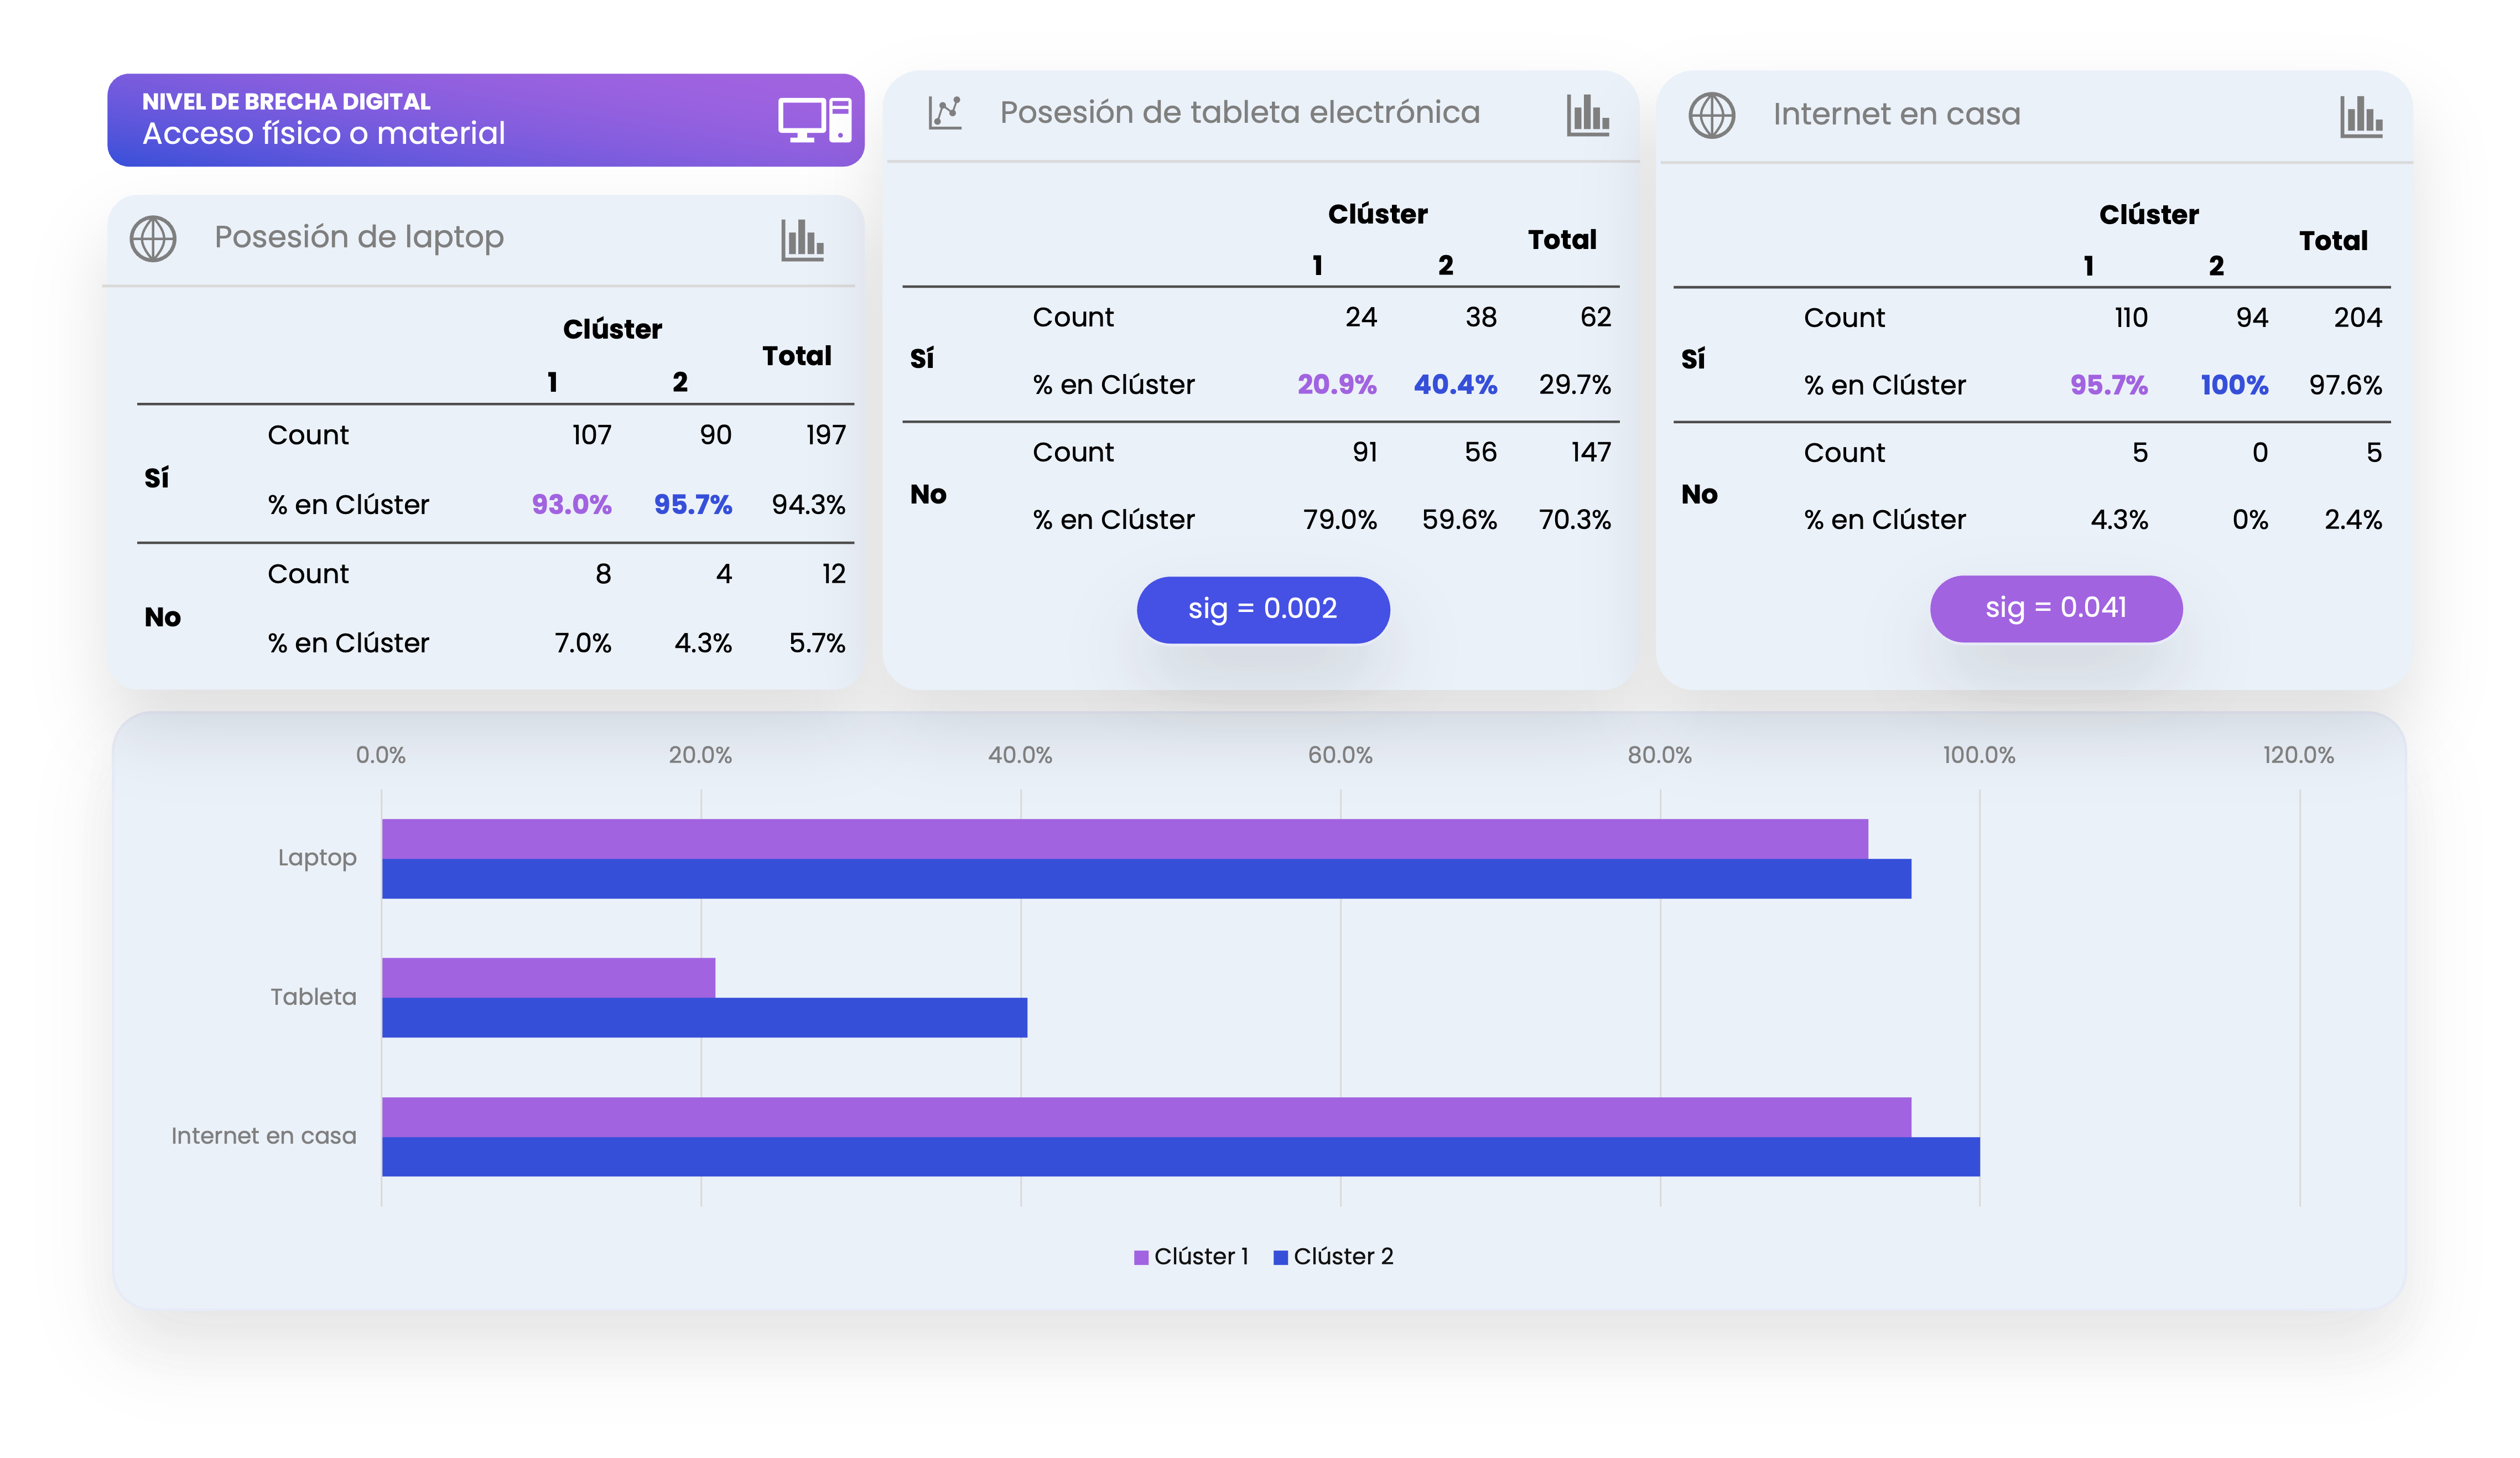 NIVEL DE BRECHA DIGITAL
Acceso físico o material
Posesión de laptop
Clúster
Total
1 2
Count 107 90 197
Sí
% en Clúster 93.0% 95.7% 94.3%
Count 8 4 12
No
% en Clúster 7.0% 4.3% 5.7%
Posesión de tableta electrónica
Clúster
Total
1 2
Count 24 38 62
Sí
% en Clúster 20.9% 40.4% 29.7%
Count 91 56 147
No
% en Clúster 79.0% 59.6% 70.3%
sig = 0.002
Internet en casa
Clúster
Total
1 2
Count 110 94 204
Sí
% en Clúster 95.7% 100% 97.6%
Count 5 0 5
No
% en Clúster 4.3% 0% 2.4%
sig = 0.041
0.0% 20.0% 40.0% 60.0% 80.0% 100.0% 120.0%
Laptop
Tableta
Internet en casa
Clúster 1 Clúster 2